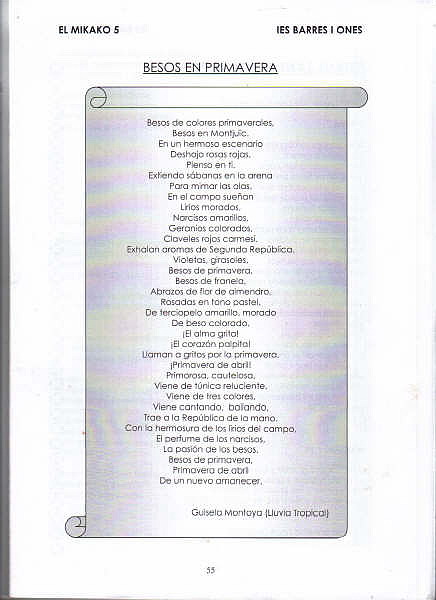 EL MIKAKO 5 IES BARRES I ONES
BESOS EN PRIMAVERA
Besos de colores primaverales,
Besos en Montjuic.
En un hermoso escenario
Deshojo rosas rojas.
Pienso en ti.
Extiendo sábanas en la arena
Para mimar las olas.
En el campo sueñan
Lirios morados,
Narcisos amarillos,
Geranios colorados,
Claveles rojos carmesí.
Exhalan aromas de Segunda República.
Violetas, girasoles,
Besos de primavera,
Besos de franela,
Abrazos de flor de almendro.
Rosadas en tono pastel,
De terciopelo amarillo, morado
De beso colorado.
¡El alma grita!
¡El corazón palpita!
Llaman a gritos por la primavera.
¡Primavera de abril!
Primorosa, cautelosa,
Viene de túnica reluciente.
Viene de tres colores,
Viene cantando, bailando,
Trae a la República de la mano.
Con la hermosura de los lirios del campo,
El perfume de los narcisos,
La pasión de los besos.
Besos de primavera,
Primavera de abril
De un nuevo amanecer.
Guisela Montoya (Lluvia Tropical)
55